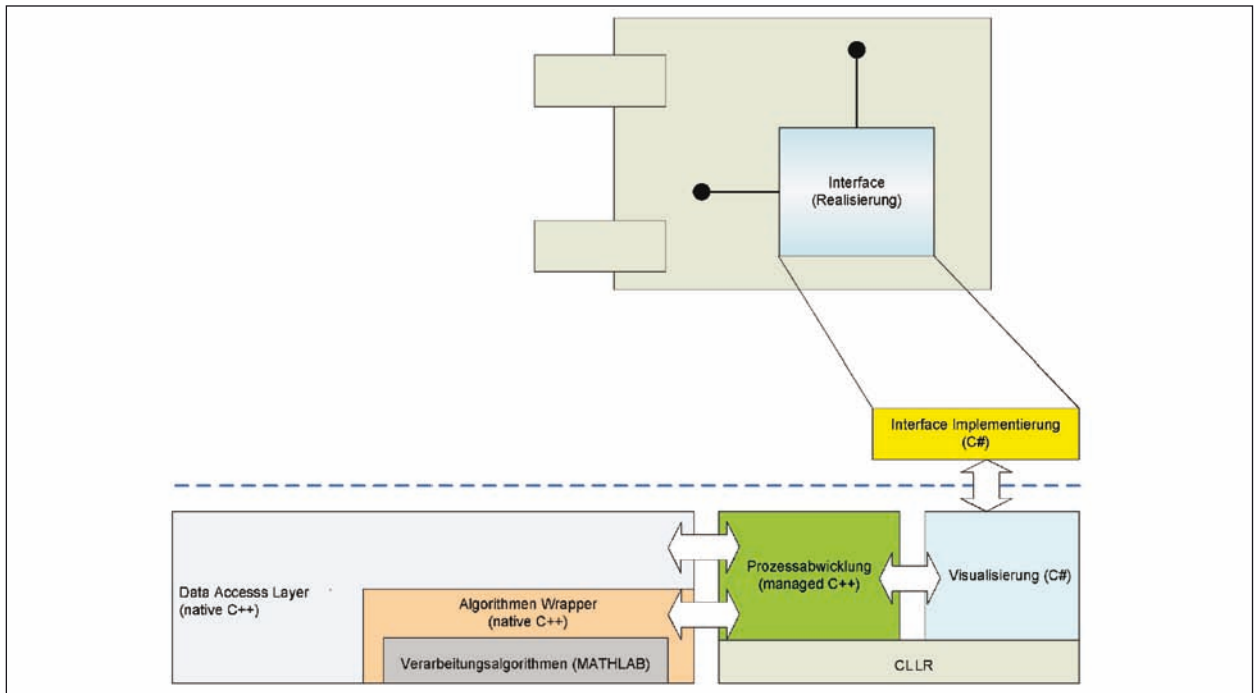 Interface
(Realisierung)
Interface Implementierung
(C#)
Data Accesss Layer
(native C++)
Algorithmen Wrapper
(native C++)
Verarbeitungsalgorithmen (MATHLAB)
Prozessabwicklung
(managed C++)
Visualisierung (C#)
CLLR